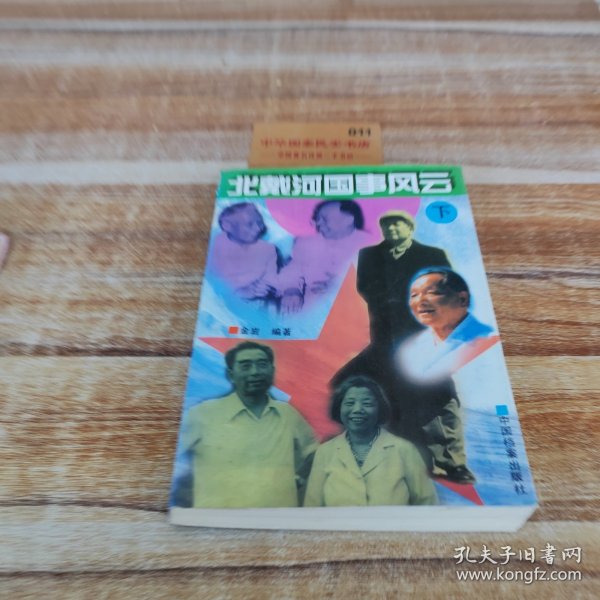 011
北戴河国事风云
下
金岩 编著
中国档案出版社
孔夫子旧书网
www.kongfz.com